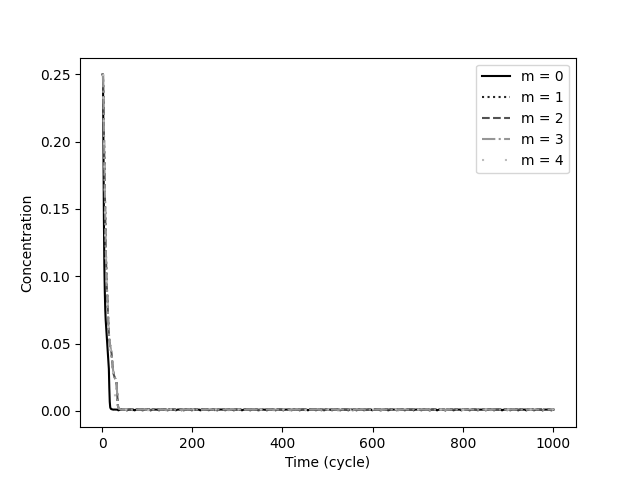 0.25
0.20
0.15
0.10
0.05
0.00
Concentration
0
200
400
600
800
1000
Time (cycle)
m = 0
m = 1
m = 2
m = 3
m = 4